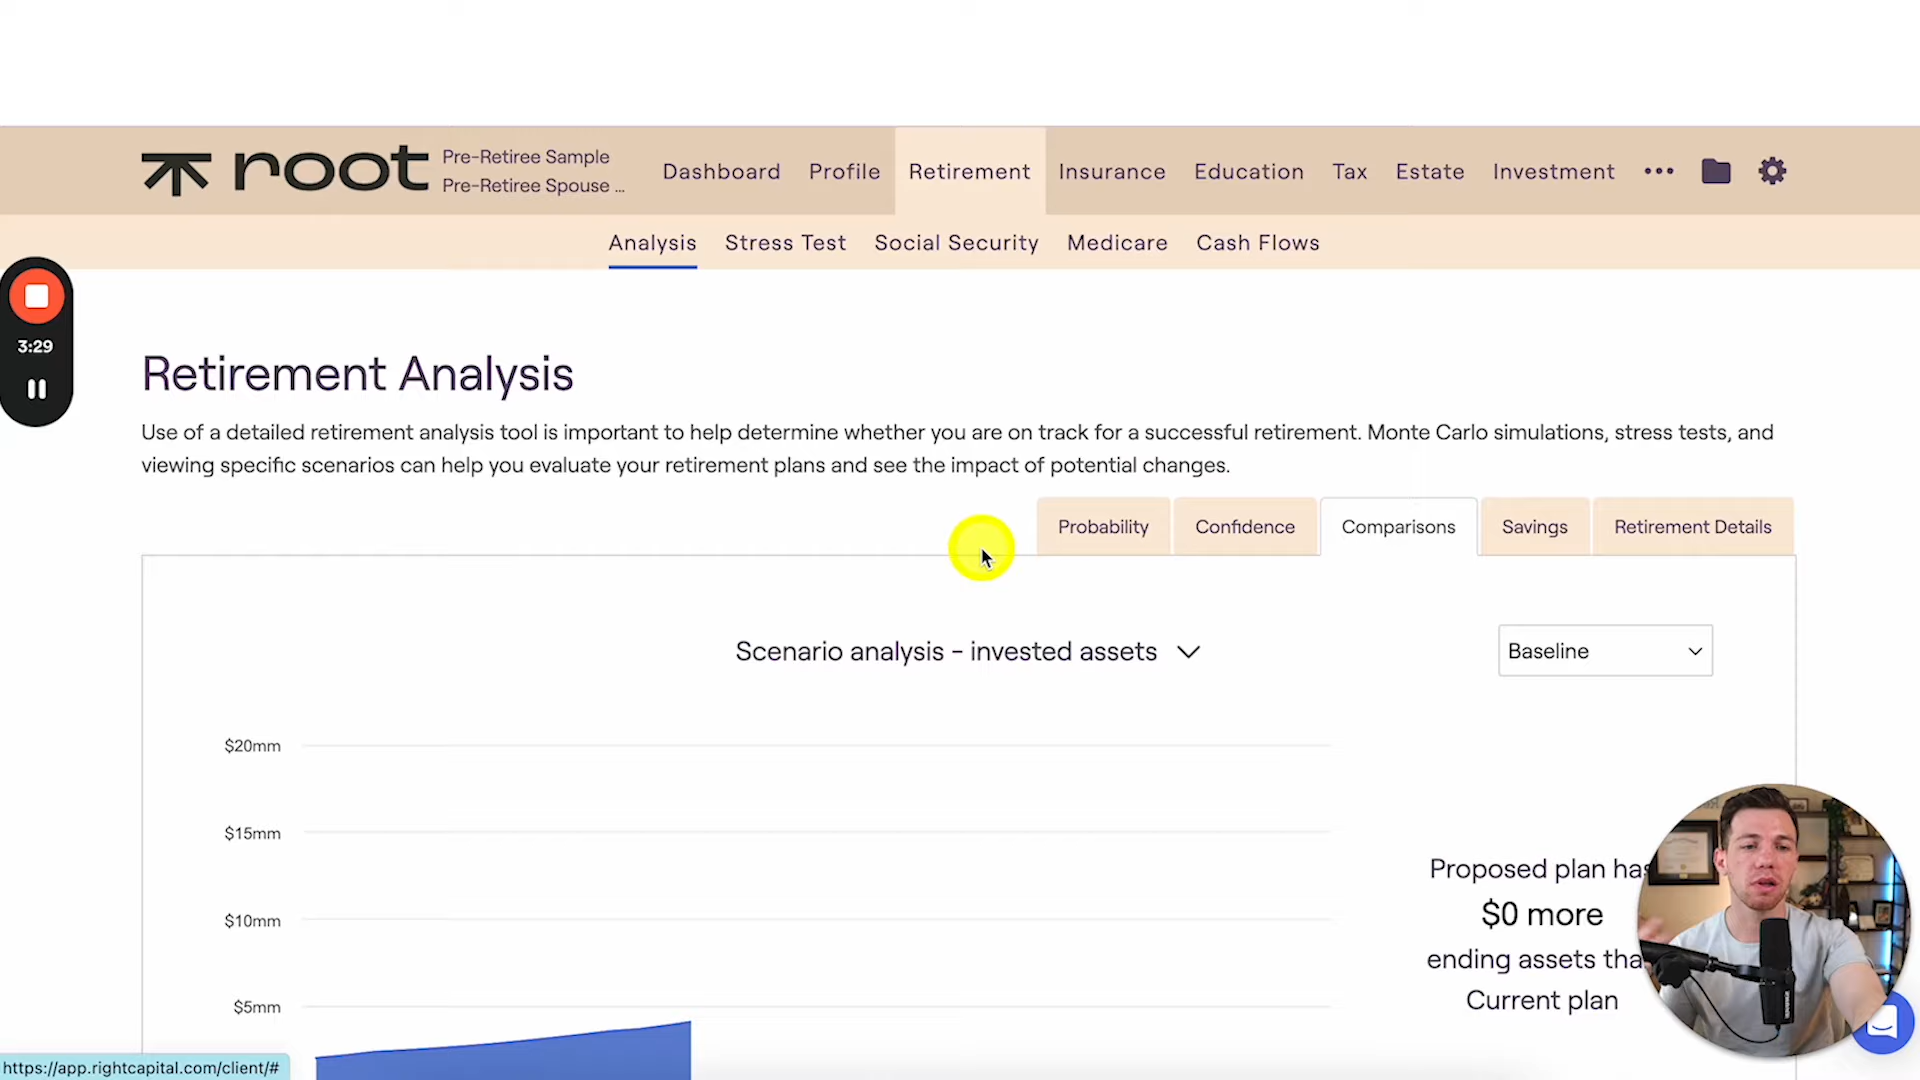 root
Pre-Retiree Sample
Pre-Retiree Spouse ...
Dashboard
Profile
Retirement
Insurance
Education
Tax
Estate
Investment
Analysis
Stress Test
Social Security
Medicare
Cash Flows
3:29
Retirement Analysis
Use of a detailed retirement analysis tool is important to help determine whether you are on track for a successful retirement. Monte Carlo simulations, stress tests, and
viewing specific scenarios can help you evaluate your retirement plans and see the impact of potential changes.
Probability
Confidence
Comparisons
Savings
Retirement Details
Scenario analysis - invested assets
Baseline
$20mm
$15mm
$10mm
$5mm
Proposed plan has
$0 more
ending assets tha
Current plan
https://app.rightcapital.com/client/#